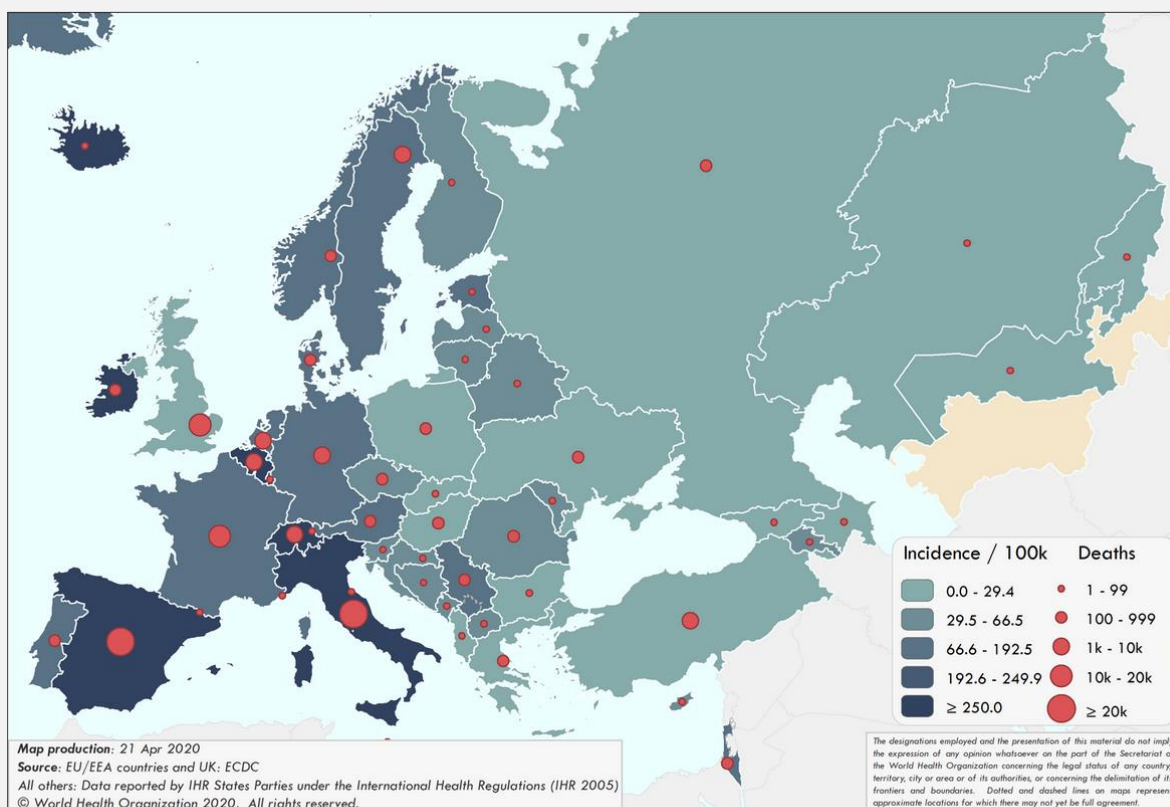 Incidence / 100k Deaths
0.0 - 29.4 1 - 99
29.5 - 66.5 100 - 999
66.6 - 192.5 1k - 10k
192.6 - 249.9 10k - 20k
≥ 250.0 ≥ 20k
Map production: 21 Apr 2020
Source: EU/EEA countries and UK: ECDC
All others: Data reported by IHR States Parties under the International Health Regulations (IHR 2005)
© World Health Organization 2020. All rights reserved.
The designations employed and the presentation of this material do not imply
the expression of any opinion whatsoever on the part of the Secretariat of
the World Health Organization concerning the legal status of any country,
territory, city or area or of its authorities, or concerning the delimitation of its
frontiers and boundaries. Dotted and dashed lines on maps represent
approximate locations for which there may not yet be full agreement.